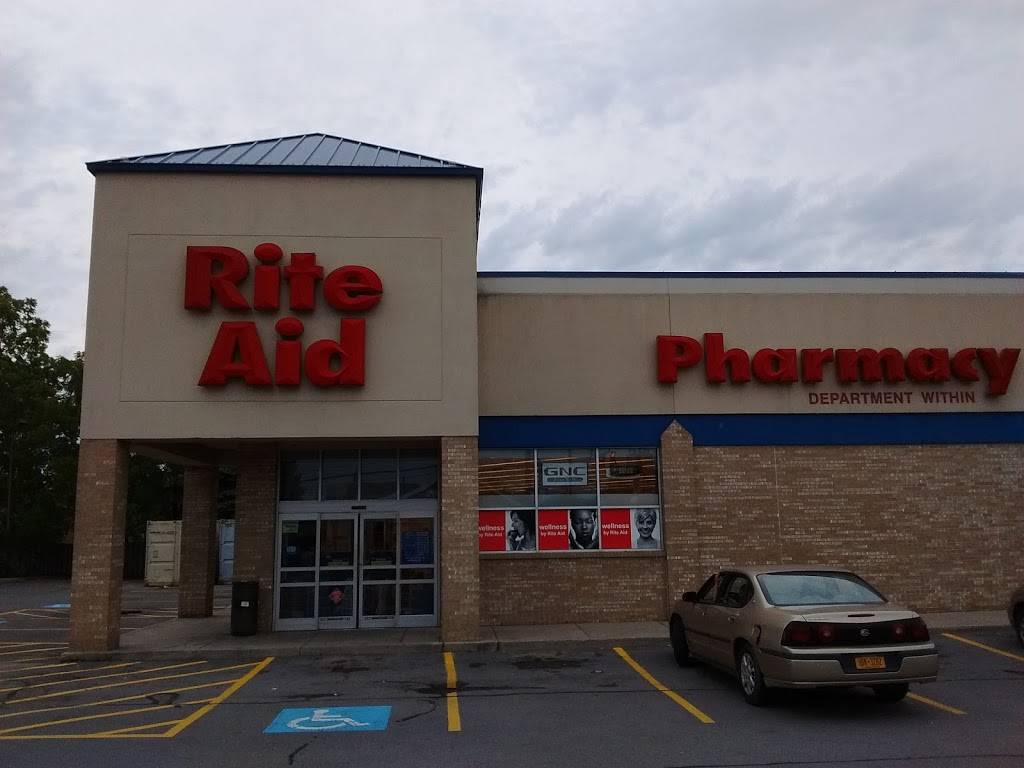 Rite
Aid
Pharmacy
DEPARTMENT WITHIN
GNC
wellness
by Rite Aid
wellness
by Rite Aid
wellness
by Rite Aid